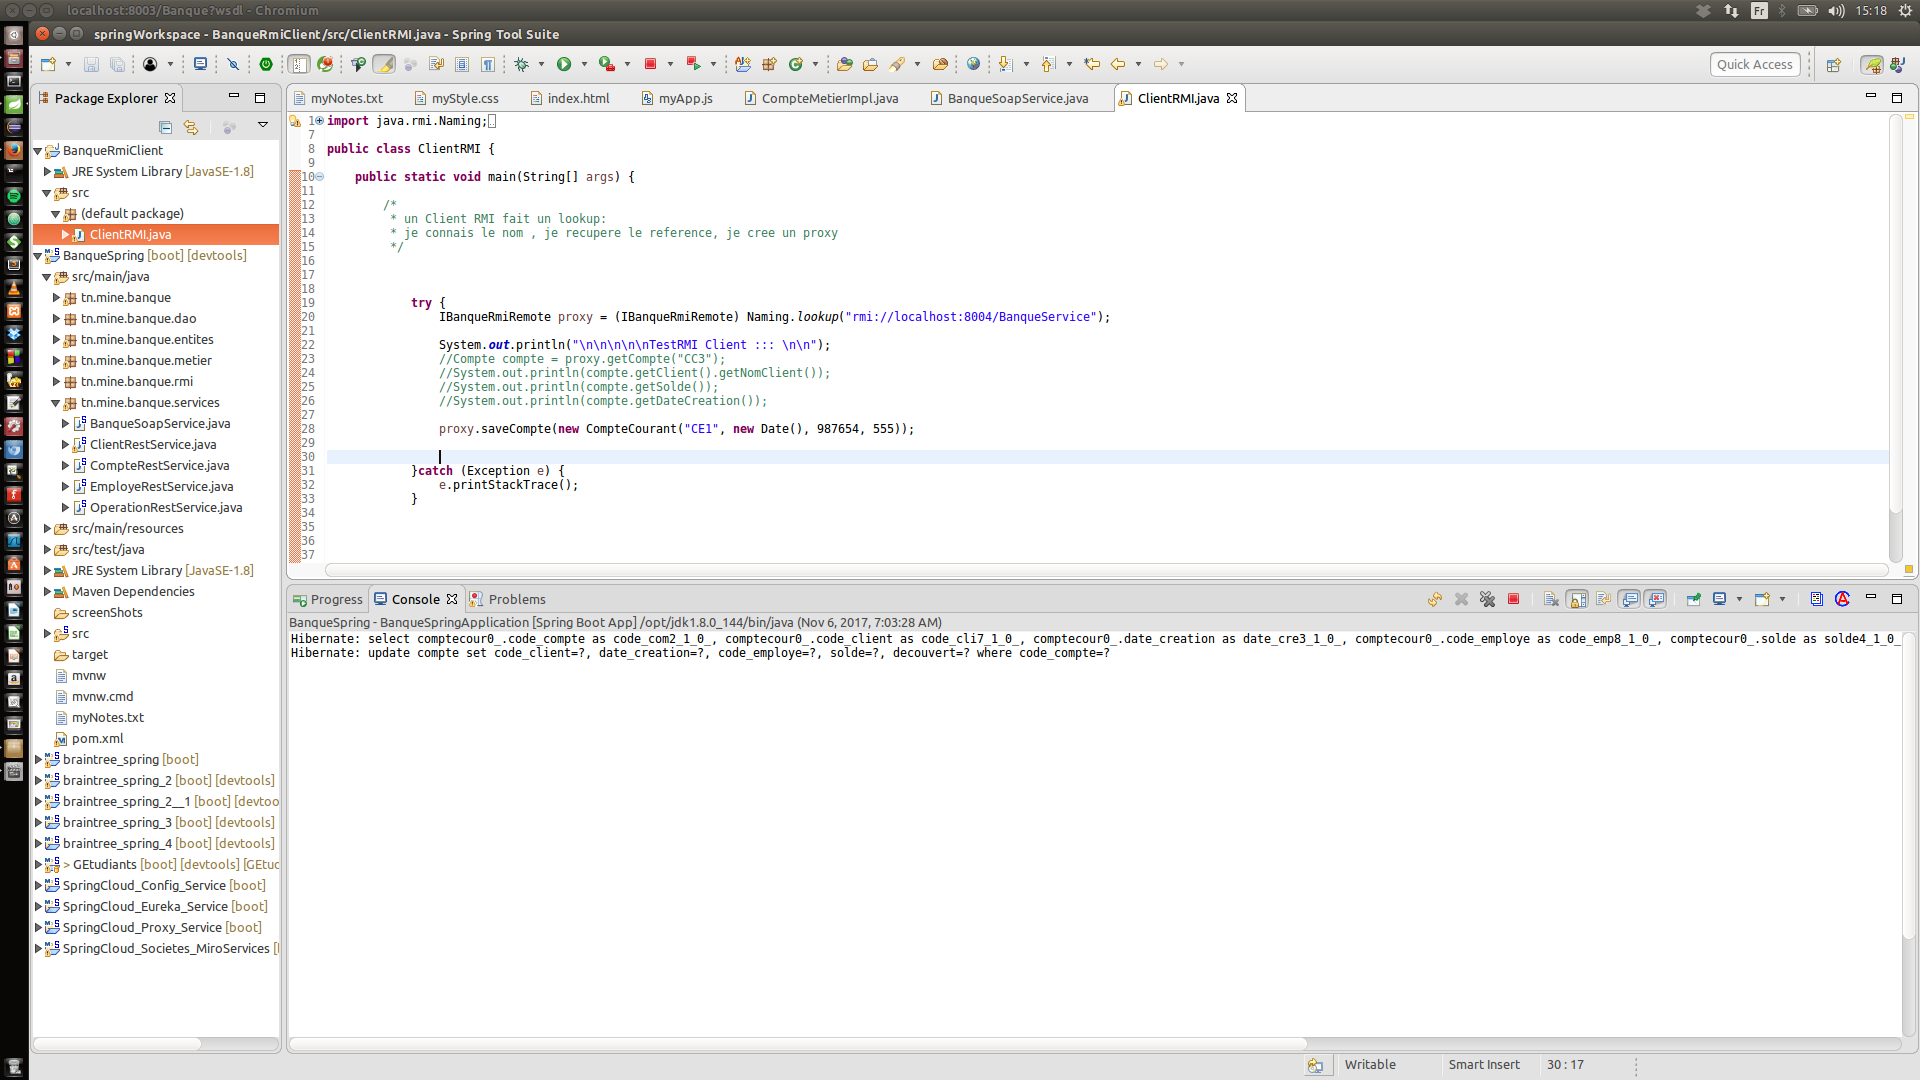 localhost:8003/Banque?wsdl - Chromium
Fr
15:18
springWorkspace - BanqueRmiClient/src/ClientRMI.java - Spring Tool Suite
Quick Access
Package Explorer
myNotes.txt
myStyle.css
index.html
myApp.js
CompteMetierImpl.java
BanqueSoapService.java
ClientRMI.java
BanqueRmiClient
JRE System Library [JavaSE-1.8]
src
(default package)
ClientRMI.java
BanqueSpring [boot] [devtools]
src/main/java
tn.mine.banque
tn.mine.banque.dao
tn.mine.banque.entites
tn.mine.banque.metier
tn.mine.banque.rmi
tn.mine.banque.services
BanqueSoapService.java
ClientRestService.java
CompteRestService.java
EmployeRestService.java
OperationRestService.java
src/main/resources
src/test/java
JRE System Library [JavaSE-1.8]
Maven Dependencies
screenShots
src
target
mvnw
mvnw.cmd
myNotes.txt
pom.xml
braintree_spring [boot]
braintree_spring_2 [boot] [devtools]
braintree_spring_2__1 [boot] [devtoo
braintree_spring_3 [boot] [devtools]
braintree_spring_4 [boot] [devtools]
> GEtudiants [boot] [devtools] [GEtuc
SpringCloud_Config_Service [boot]
SpringCloud_Eureka_Service [boot]
SpringCloud_Proxy_Service [boot]
SpringCloud_Societes_MiroServices [
1 import java.rmi.Naming;
7
8 public class ClientRMI {
9
10 public static void main(String[] args) {
11
12 /*
13 * un Client RMI fait un lookup:
14 * je connais le nom , je recupere le reference, je cree un proxy
15 */
16
17
18
19 try {
20 IBanqueRmiRemote proxy = (IBanqueRmiRemote) Naming.lookup("rmi://localhost:8004/BanqueService");
21
22 System.out.println("\n\n\n\n\nTestRMI Client ::: \n\n");
23 //Compte compte = proxy.getCompte("CC3");
24 //System.out.println(compte.getClient().getNomClient());
25 //System.out.println(compte.getSolde());
26 //System.out.println(compte.getDateCreation());
27
28 proxy.saveCompte(new CompteCourant("CE1", new Date(), 987654, 555));
29
30
31 }catch (Exception e) {
32 e.printStackTrace();
33 }
34
35
36
37
Progress
Console
Problems
BanqueSpring - BanqueSpringApplication [Spring Boot App] /opt/jdk1.8.0_144/bin/java (Nov 6, 2017, 7:03:28 AM)
Hibernate: select comptecour0_.code_compte as code_com2_1_0_, comptecour0_.code_client as code_cli7_1_0_, comptecour0_.date_creation as date_cre3_1_0_, comptecour0_.code_employe as code_emp8_1_0_, comptecour0_.solde as solde4_1_0_
Hibernate: update compte set code_client=?, date_creation=?, code_employe=?, solde=?, decouvert=? where code_compte=?
Writable
Smart Insert
30 : 17